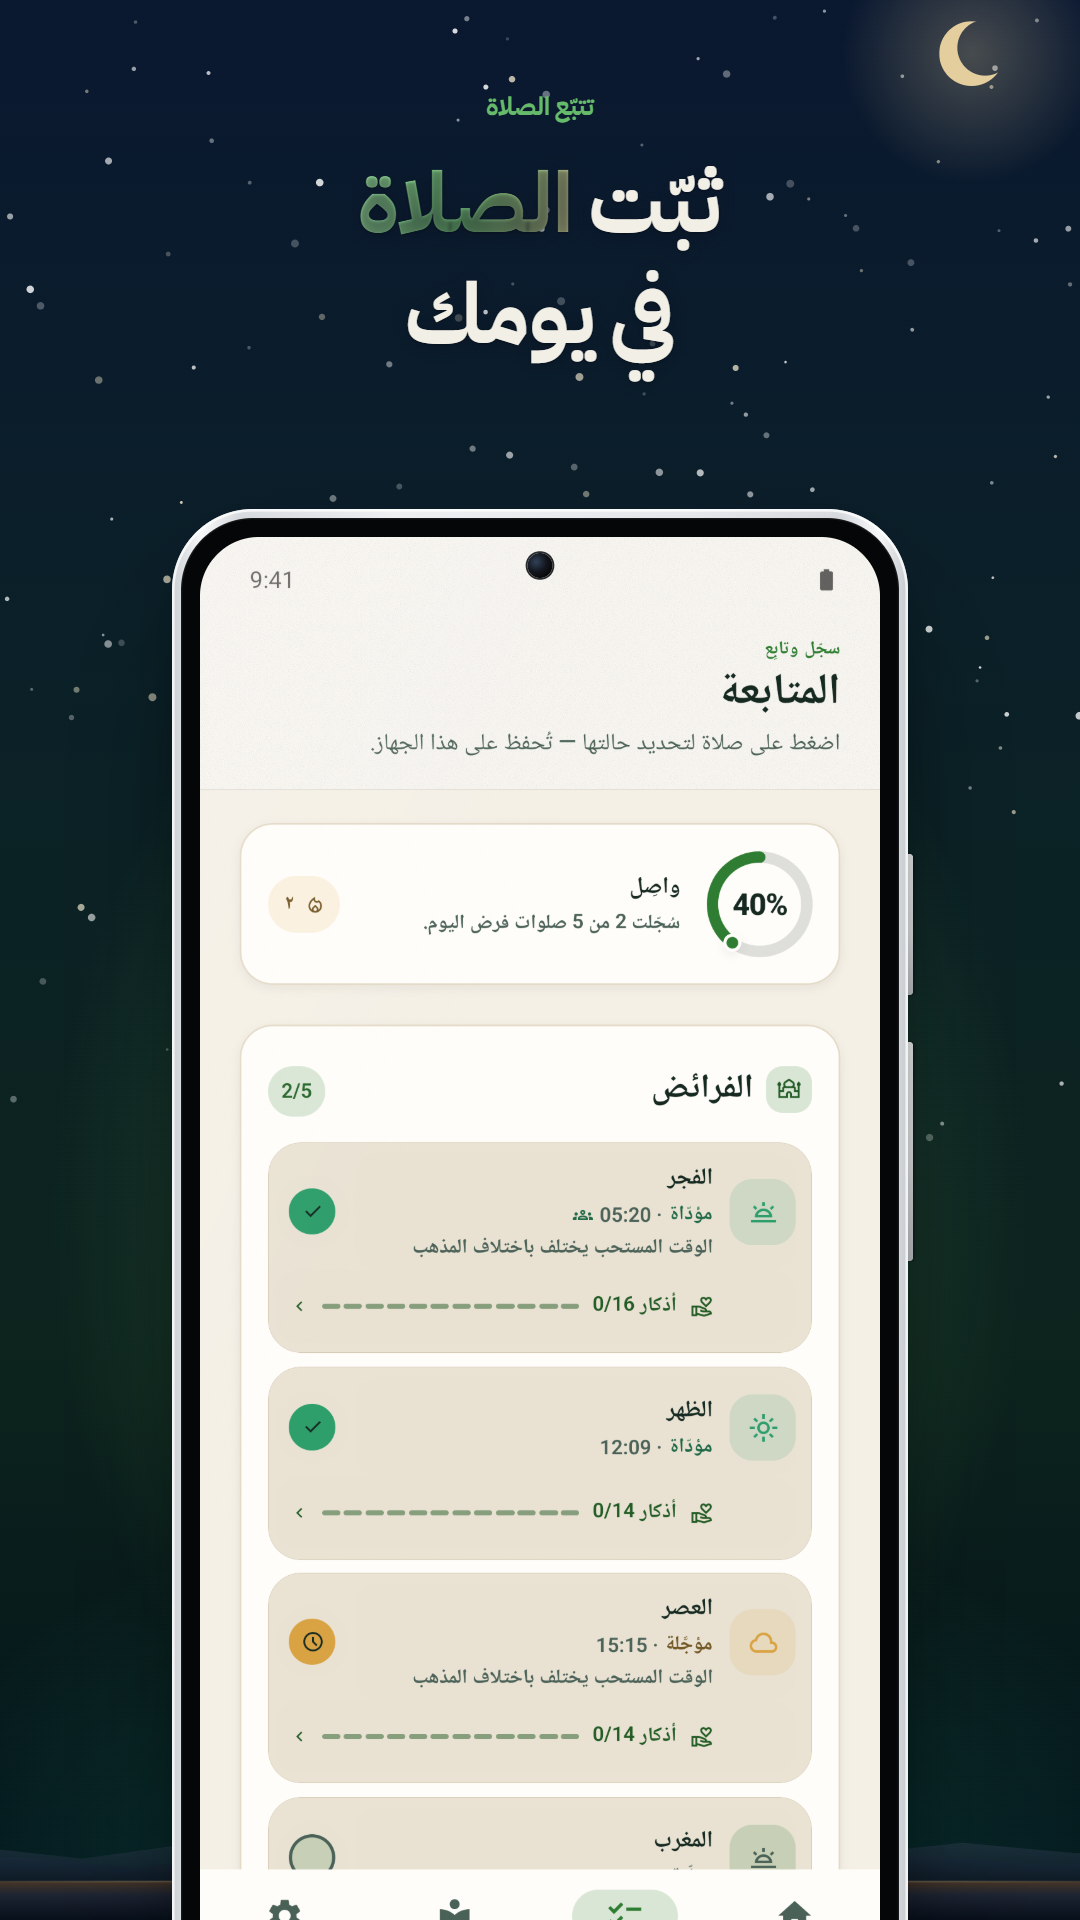 تتبّع الصلاة
ثبّت الصلاة
في يومك
9:41
سجّل وتابِع
المتابعة
اضغط على صلاة لتحديد حالتها — تُحفظ على هذا الجهاز.
40%
واصِل
سُجّلت 2 من 5 صلوات فرض اليوم.
٢
الفرائض
2/5
الفجر
مؤدّاة · 05:20
الوقت المستحب يختلف باختلاف المذهب
أذكار 0/16
الظهر
مؤدّاة · 12:09
أذكار 0/14
العصر
مؤجّلة · 15:15
الوقت المستحب يختلف باختلاف المذهب
أذكار 0/14
المغرب